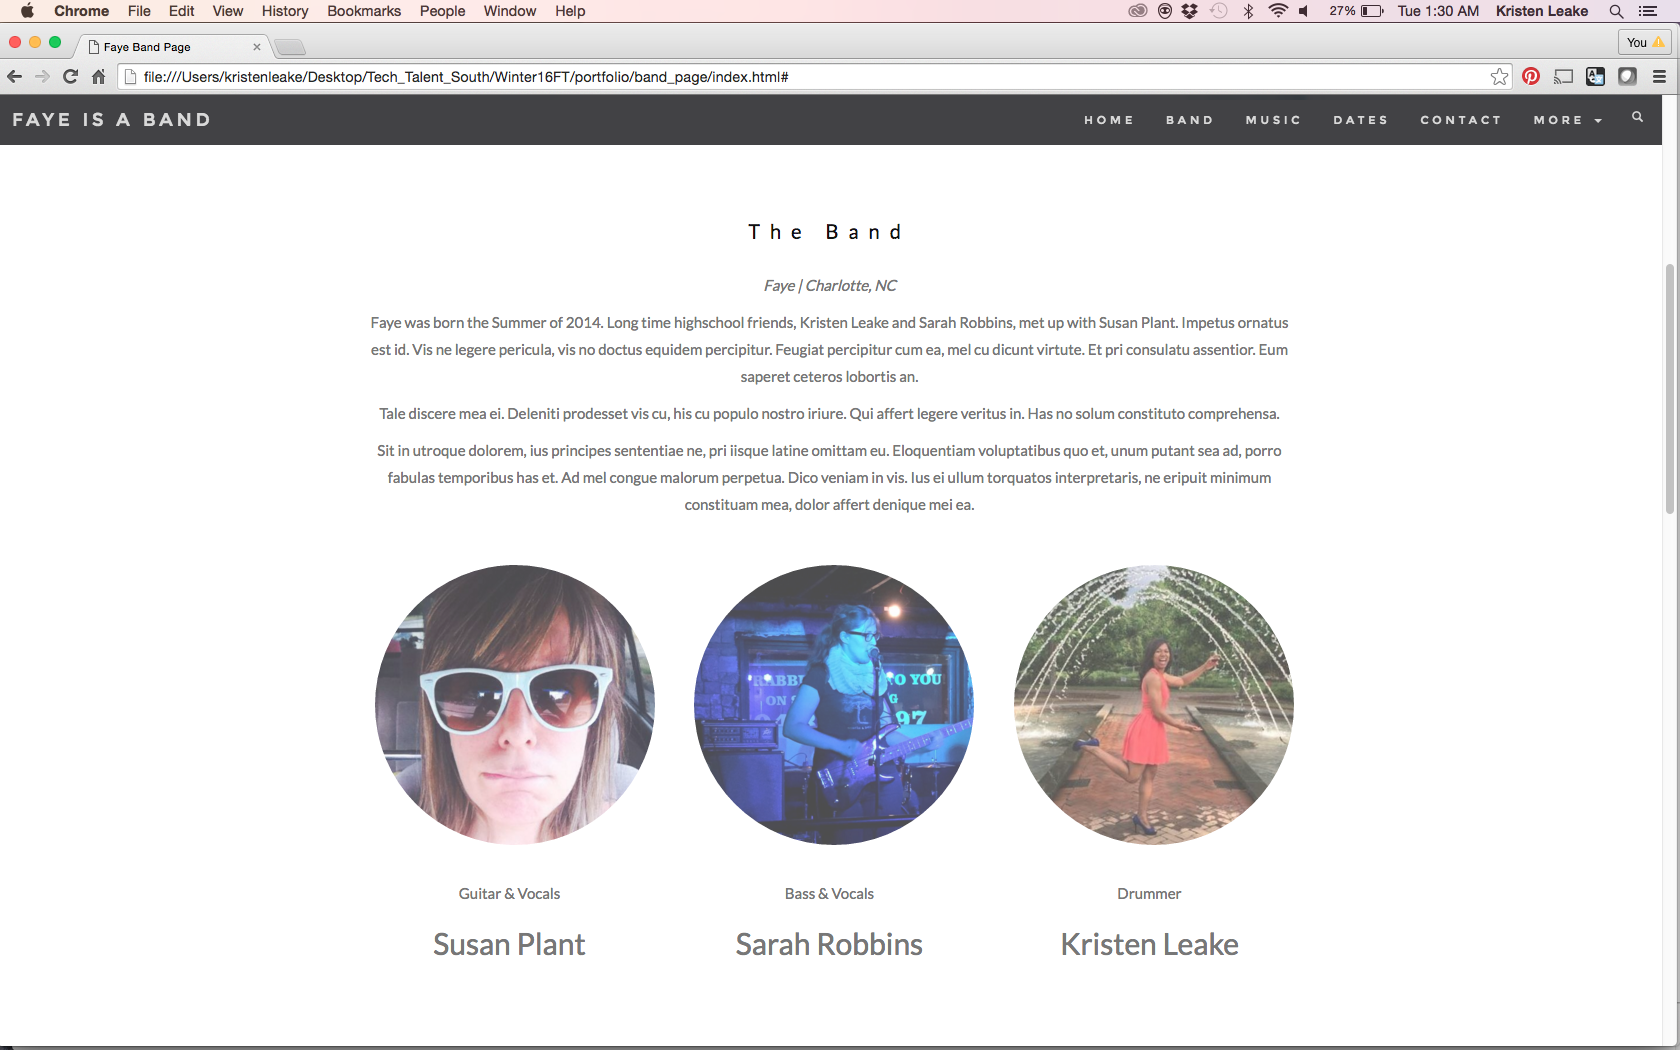 Chrome File Edit View History Bookmarks People Window Help 27% Tue 1:30 AM Kristen Leake
Faye Band Page You
file:///Users/kristenleake/Desktop/Tech_Talent_South/Winter16FT/portfolio/band_page/index.html#
FAYE IS A BAND HOME BAND MUSIC DATES CONTACT MORE
The Band
Faye | Charlotte, NC
Faye was born the Summer of 2014. Long time highschool friends, Kristen Leake and Sarah Robbins, met up with Susan Plant. Impetus ornatus
est id. Vis ne legere pericula, vis no doctus equidem percipitur. Feugiat percipitur cum ea, mel cu dicunt virtute. Et pri consulatu assentior. Eum
saperet ceteros lobortis an.
Tale discere mea ei. Deleniti prodesset vis cu, his cu populo nostro iriure. Qui affert legere veritus in. Has no solum constituto comprehensa.
Sit in utroque dolorem, ius principes sententiae ne, pri iisque latine omittam eu. Eloquentiam voluptatibus quo et, unum putant sea ad, porro
fabulas temporibus has et. Ad mel congue malorum perpetua. Dico veniam in vis. Ius ei ullum torquatos interpretaris, ne eripuit minimum
constituam mea, dolor affert denique mei ea.
O YOU
ON
G
97
Guitar & Vocals Bass & Vocals Drummer
Susan Plant Sarah Robbins Kristen Leake